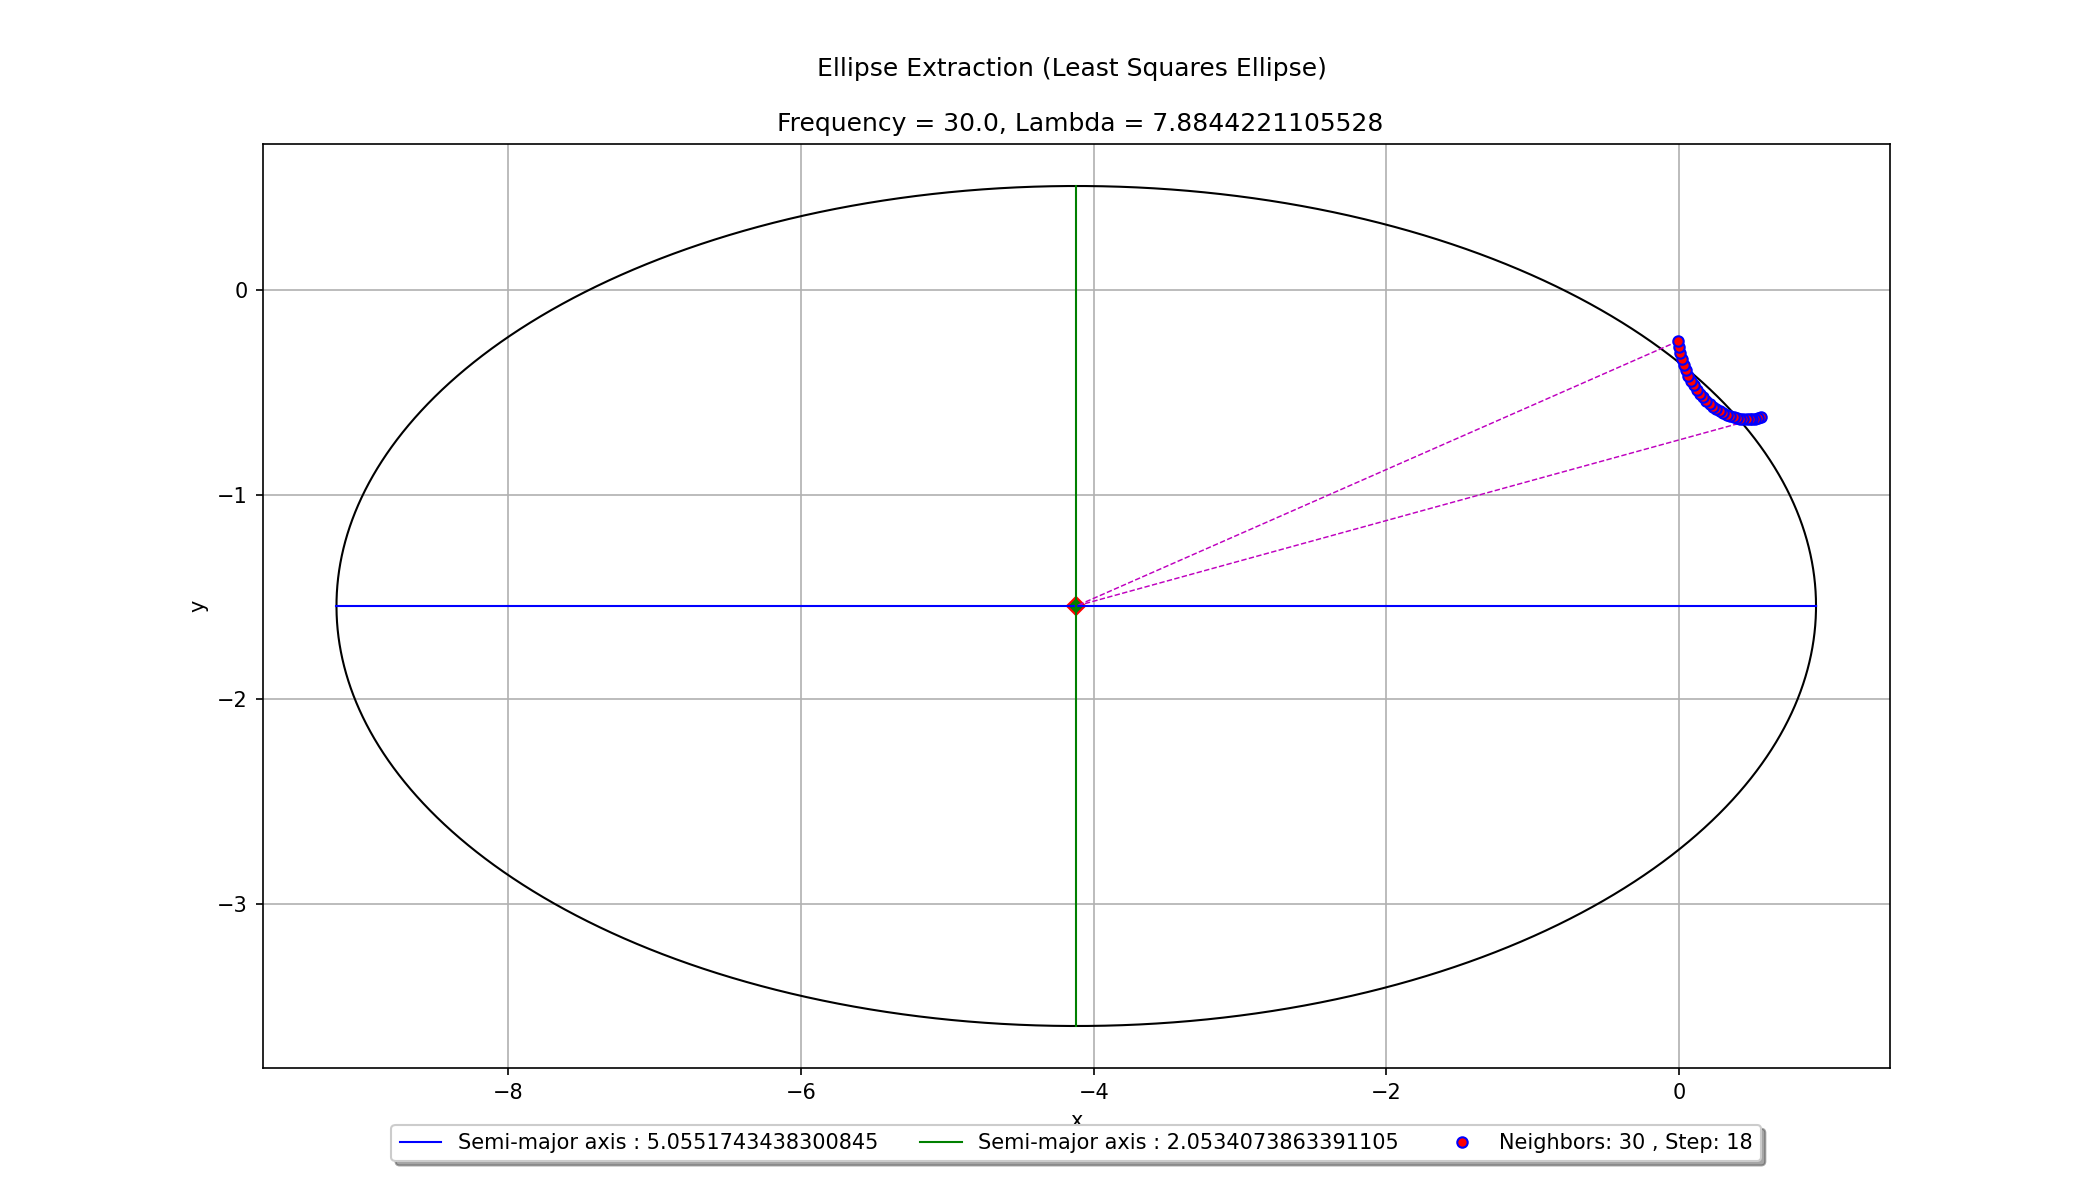 Ellipse Extraction (Least Squares Ellipse)
Frequency = 30.0, Lambda = 7.8844221105528
0
−1
−2
−3
y
−8
−6
−4
−2
0
x
Semi-major axis : 5.0551743438300845
Semi-major axis : 2.0534073863391105
Neighbors: 30 , Step: 18